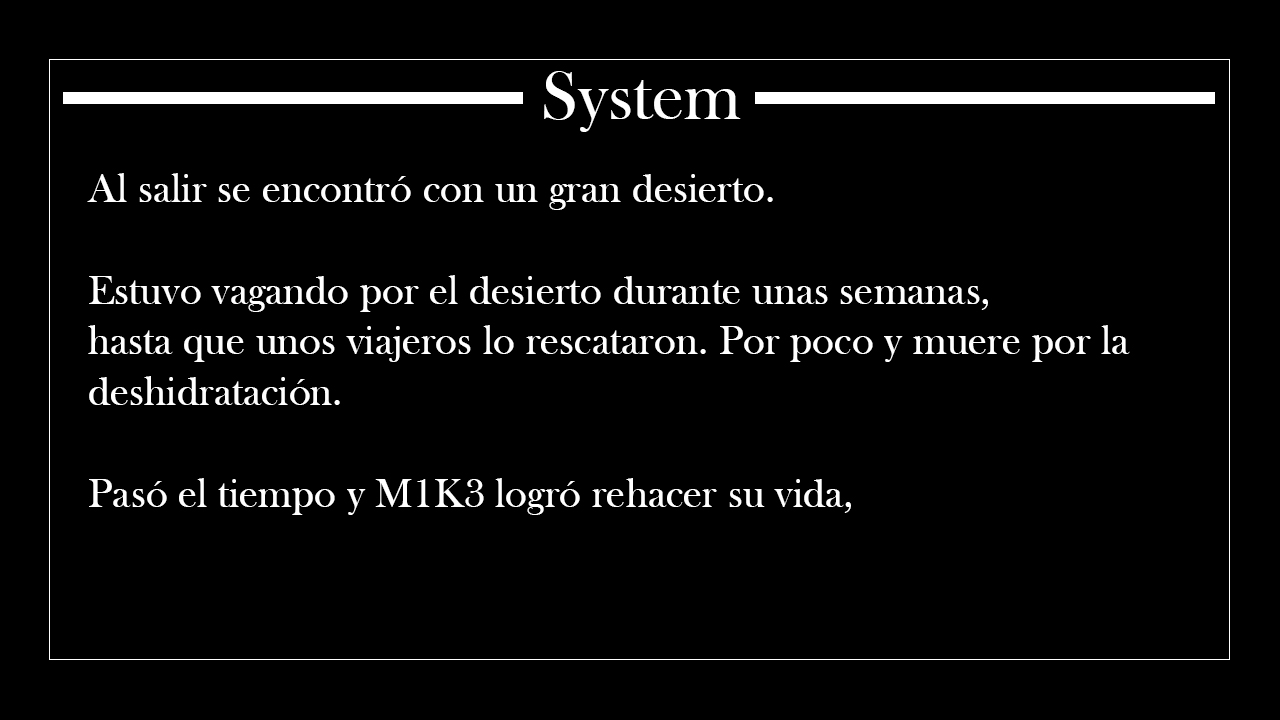 System
Al salir se encontró con un gran desierto.
Estuvo vagando por el desierto durante unas semanas,
hasta que unos viajeros lo rescataron. Por poco y muere por la
deshidratación.
Pasó el tiempo y M1K3 logró rehacer su vida,